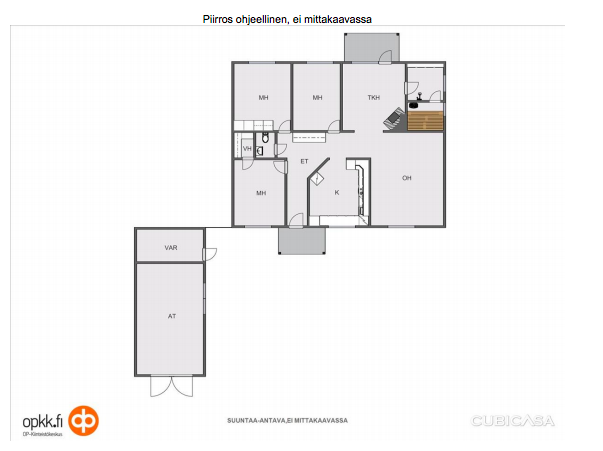 Piirros ohjeellinen, ei mittakaavassa
MH
MH
TKH
VH
ET
MH
K
OH
VAR
AT
opkk.fi
OP-Kiinteistökeskus
SUUNTAA-ANTAVA,EI MITTAKAAVASSA
CUBICASA